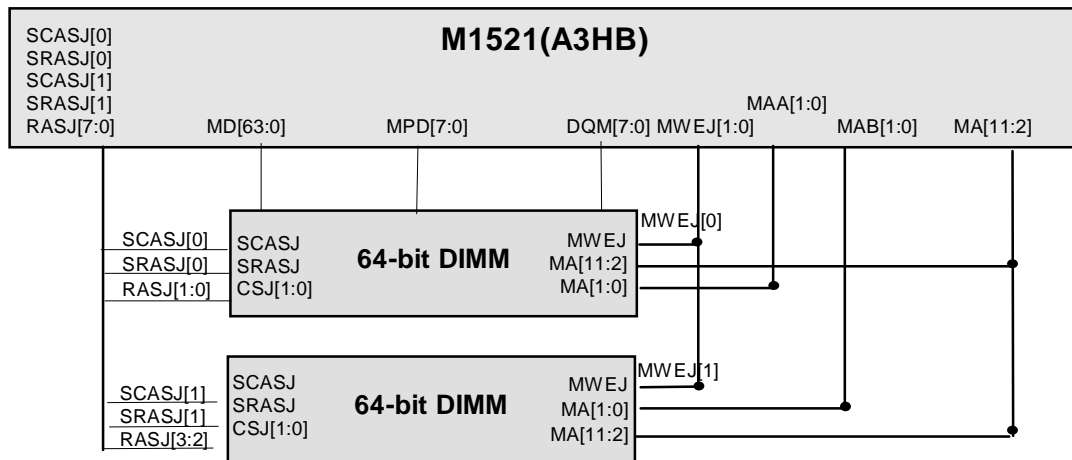 M1521(A3HB)
SCASJ[0]
SRASJ[0]
SCASJ[1]
SRASJ[1]
RASJ[7:0]
MD[63:0]
MPD[7:0]
DQM[7:0]
MWEJ[1:0]
MAA[1:0]
MAB[1:0]
MA[11:2]
SCASJ[0]
SRASJ[0]
RASJ[1:0]
SCASJ
SRASJ
CSJ[1:0]
64-bit DIMM
MWEJ
MA[11:2]
MA[1:0]
MWEJ[0]
SCASJ[1]
SRASJ[1]
RASJ[3:2]
SCASJ
SRASJ
CSJ[1:0]
64-bit DIMM
MWEJ
MA[1:0]
MA[11:2]
MWEJ[1]